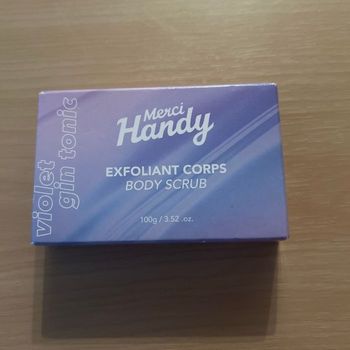 violet
gin tonic
Merci
Handy
EXFOLIANT CORPS
BODY SCRUB
100g / 3.52 .oz.